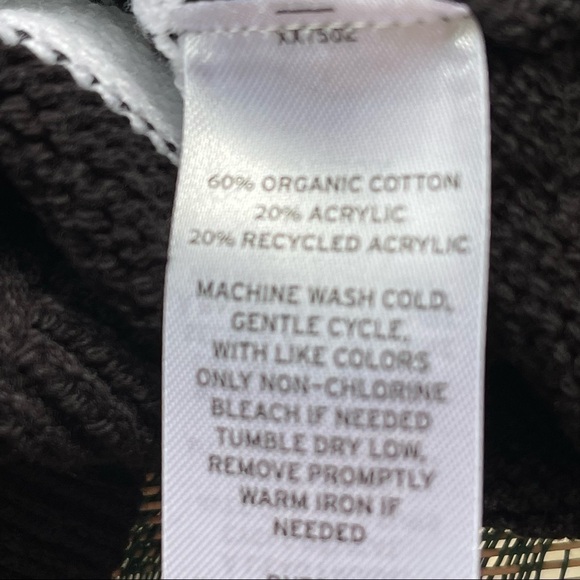 60% ORGANIC COTTON
20% ACRYLIC
20% RECYCLED ACRYLIC
MACHINE WASH COLD,
GENTLE CYCLE,
WITH LIKE COLORS
ONLY NON-CHLORINE
BLEACH IF NEEDED
TUMBLE DRY LOW,
REMOVE PROMPTLY
WARM IRON IF
NEEDED